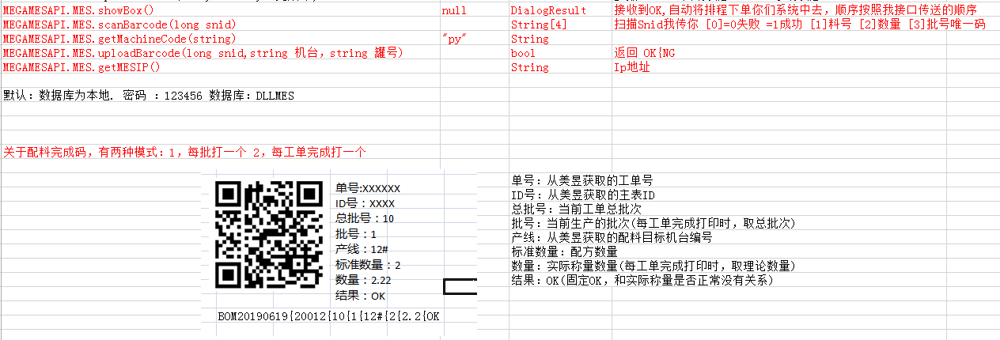 MEGAMESAPI.MES.showBox() null DialogResult 接收到OK,自动将排程下单你们系统中去，顺序按照我接口传送的顺序
MEGAMESAPI.MES.scanBarcode(long snid) String[4] 扫描Snid我传你 [0]=0失败 =1成功 [1]料号 [2]数量 [3]批号唯一码
MEGAMESAPI.MES.getMachineCode(string) "py" String
MEGAMESAPI.MES.uploadBarcode(long snid,string 机台，string 罐号) bool 返回 OK{NG
MEGAMESAPI.MES.getMESIP() String Ip地址
默认：数据库为本地. 密码 ：123456 数据库：DLLMES
关于配料完成码，有两种模式：1，每批打一个 2，每工单完成打一个
单号:XXXXXX
ID号：XXXX
总批号：10
批号：1
产线：12#
标准数量：2
数量：2.22
结果：OK
BOM20190619{20012{10{1{12#{2{2.2{OK
单号：从美昱获取的工单号
ID号：从美昱获取的主表ID
总批号：当前工单总批次
批号：当前生产的批次(每工单完成打印时，取总批次)
产线：从美昱获取的配料目标机台编号
标准数量：配方数量
数量：实际称量数量(每工单完成打印时，取理论数量)
结果：OK(固定OK，和实际称量是否正常没有关系)